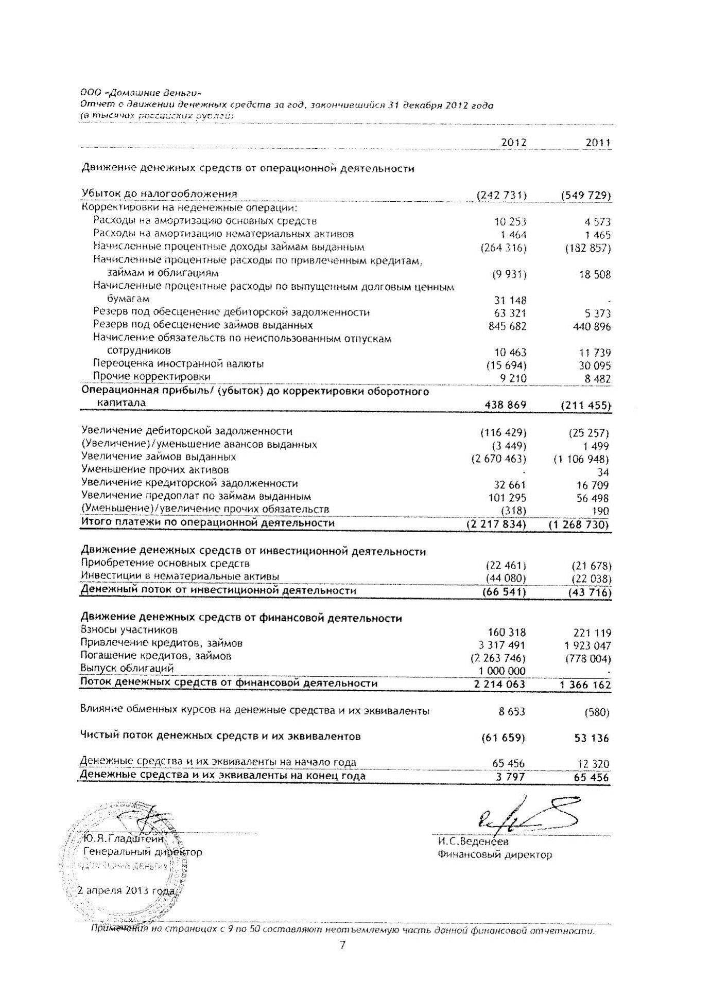 ООО «Домашние деньги»
Отчет о движении денежных средств за год, закончившийся 31 декабря 2012 года
(в тысячах российских рублей)
2012 2011
Движение денежных средств от операционной деятельности
Убыток до налогообложения (242 731) (549 729)
Корректировки на неденежные операции:
Расходы на амортизацию основных средств 10 253 4 573
Расходы на амортизацию нематериальных активов 1 464 1 465
Начисленные процентные доходы займам выданным (264 316) (182 857)
Начисленные процентные расходы по привлеченным кредитам,
займам и облигациям (9 931) 18 508
Начисленные процентные расходы по выпущенным долговым ценным
бумагам 31 148 -
Резерв под обесценение дебиторской задолженности 63 321 5 373
Резерв под обесценение займов выданных 845 682 440 896
Начисление обязательств по неиспользованным отпускам
сотрудников 10 463 11 739
Переоценка иностранной валюты (15 694) 30 095
Прочие корректировки 9 210 8 482
Операционная прибыль/ (убыток) до корректировки оборотного
капитала 438 869 (211 455)
Увеличение дебиторской задолженности (116 429) (25 257)
(Увеличение)/уменьшение авансов выданных (3 449) 1 499
Увеличение займов выданных (2 670 463) (1 106 948)
Уменьшение прочих активов - 34
Увеличение кредиторской задолженности 32 661 16 709
Увеличение предоплат по займам выданным 101 295 56 498
(Уменьшение)/увеличение прочих обязательств (318) 190
Итого платежи по операционной деятельности (2 217 834) (1 268 730)
Движение денежных средств от инвестиционной деятельности
Приобретение основных средств (22 461) (21 678)
Инвестиции в нематериальные активы (44 080) (22 038)
Денежный поток от инвестиционной деятельности (66 541) (43 716)
Движение денежных средств от финансовой деятельности
Взносы участников 160 318 221 119
Привлечение кредитов, займов 3 317 491 1 923 047
Погашение кредитов, займов (2 263 746) (778 004)
Выпуск облигаций 1 000 000 -
Поток денежных средств от финансовой деятельности 2 214 063 1 366 162
Влияние обменных курсов на денежные средства и их эквиваленты 8 653 (580)
Чистый поток денежных средств и их эквивалентов (61 659) 53 136
Денежные средства и их эквиваленты на начало года 65 456 12 320
Денежные средства и их эквиваленты на конец года 3 797 65 456
Ю.Я.Гладштейн И.С.Веденеев
Генеральный директор Финансовый директор
«Домашние деньги»
2 апреля 2013 года
Примечания на страницах с 9 по 50 составляют неотъемлемую часть данной финансовой отчетности.
7